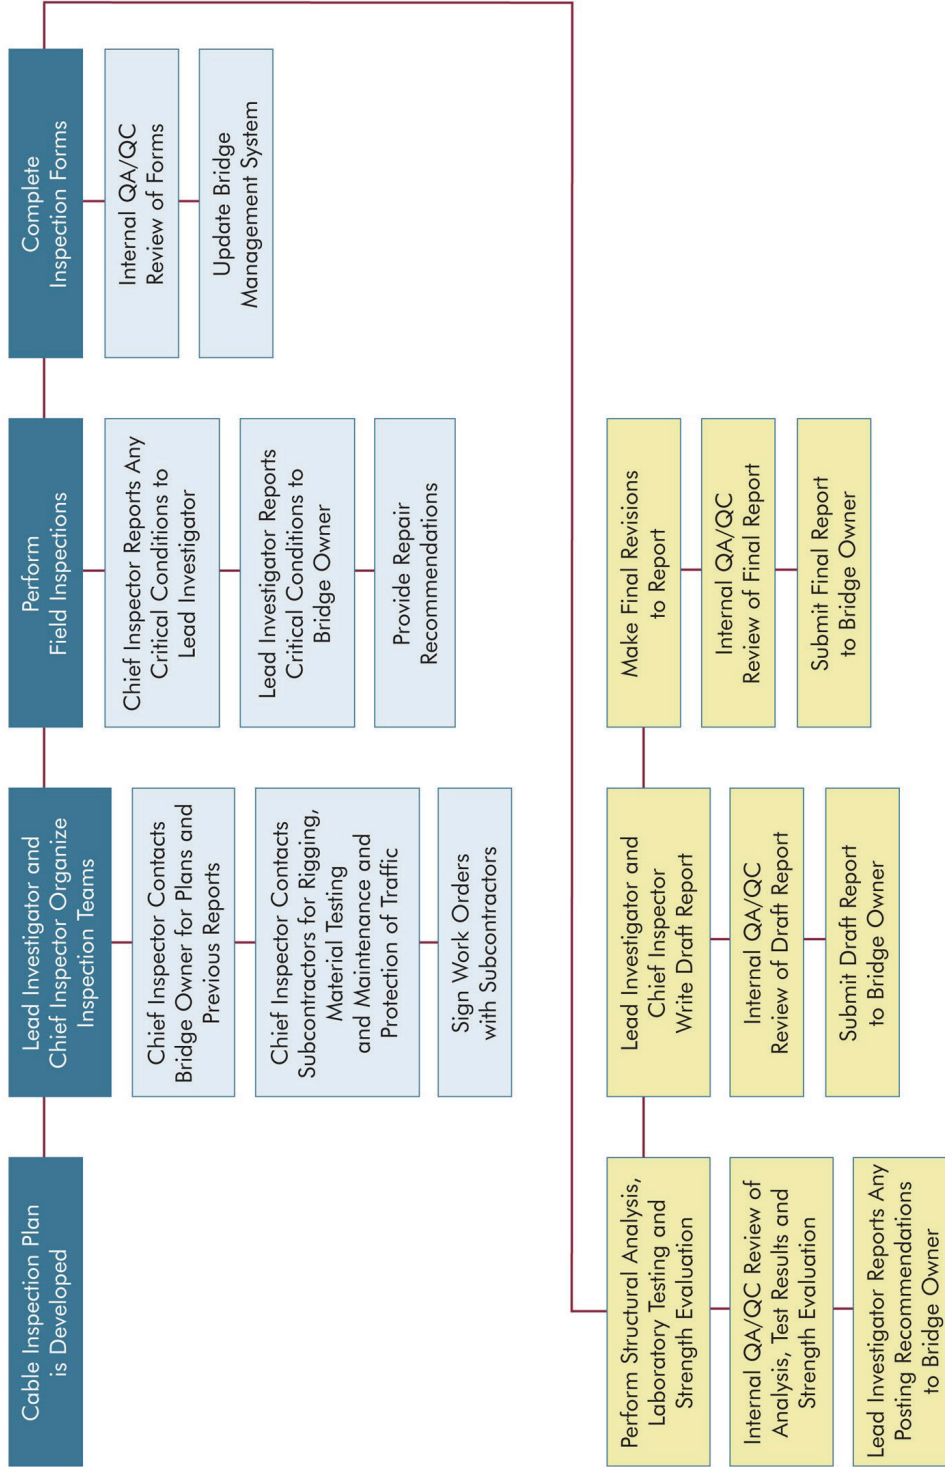 Cable Inspection Plan
is Developed
Lead Investigator and
Chief Inspector Organize
Inspection Teams
Chief Inspector Contacts
Bridge Owner for Plans and
Previous Reports
Chief Inspector Contacts
Subcontractors for Rigging,
Material Testing
and Maintenance and
Protection of Traffic
Sign Work Orders
with Subcontractors
Perform
Field Inspections
Chief Inspector Reports Any
Critical Conditions to
Lead Investigator
Lead Investigator Reports
Critical Conditions to
Bridge Owner
Provide Repair
Recommendations
Complete
Inspection Forms
Internal QA/QC
Review of Forms
Update Bridge
Management System
Perform Structural Analysis,
Laboratory Testing and
Strength Evaluation
Internal QA/QC Review of
Analysis, Test Results and
Strength Evaluation
Lead Investigator Reports Any
Posting Recommendations
to Bridge Owner
Lead Investigator and
Chief Inspector
Write Draft Report
Internal QA/QC
Review of Draft Report
Submit Draft Report
to Bridge Owner
Make Final Revisions
to Report
Internal QA/QC
Review of Final Report
Submit Final Report
to Bridge Owner